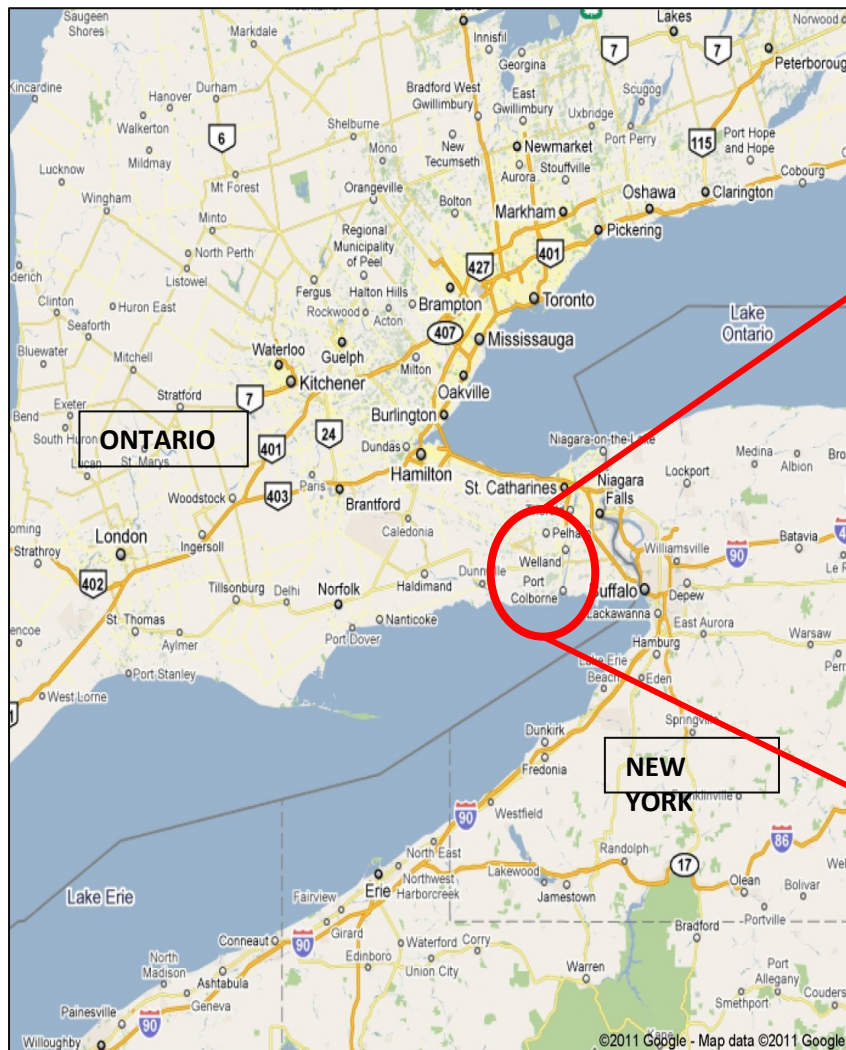 Saugeen
Shores
Markdale
Innisfil
Lakes
Norwood
Georgina
7
7
Kincardine
Hanover
Durham
Bradford West
Gwillimbury
East
Gwillimbury
Scugog
Peterborough
Walkerton
Uxbridge
6
Shelburne
Mono
New
Tecumseth
Newmarket
Port Perry
115
Port Hope
and Hope
Mildmay
Aurora
Stouffville
Lucknow
Mt Forest
Orangeville
Bolton
Oshawa
Clarington
Cobourg
Wingham
Markham
Minto
Regional
Municipality
of Peel
Pickering
North Perth
427
401
Listowel
Fergus
Halton Hills
Brampton
Toronto
Clinton
Huron East
Rockwood
Acton
Lake
Ontario
Seaforth
407
Mississauga
Bluewater
Mitchell
Waterloo
Guelph
Milton
Kitchener
Oakville
Stratford
7
Exeter
Burlington
Bend
South Huron
ONTARIO
24
Niagara-on-the-Lake
Medina
Albion
401
Dundas
Lucan
St. Marys
Hamilton
Lockport
Paris
St. Catharines
Niagara
Falls
Woodstock
403
Brantford
Caledonia
Pelham
Batavia
London
Ingersoll
Williamsville
90
Strathroy
Welland
402
Tillsonburg
Delhi
Haldimand
Dunnville
Port
Colborne
Buffalo
Depew
Norfolk
Lackawanna
St. Thomas
Nanticoke
East Aurora
Aylmer
Port Dover
Warsaw
Hamburg
Port Stanley
Lake Erie
Beach
Eden
West Lorne
Springville
Dunkirk
Fredonia
NEW
YORK
90
Westfield
86
North East
Randolph
Lakewood
17
Lake Erie
Erie
Northwest
Harborcreek
Jamestown
Olean
Bolivar
Fairview
Portville
Girard
Bradford
Conneaut
90
Waterford
Corry
North
Madison
Edinboro
Union City
Ashtabula
Warren
Port
Allegany
Geneva
Painesville
Smethport
90
Willoughby
Kane
©2011 Google - Map data ©2011 Google